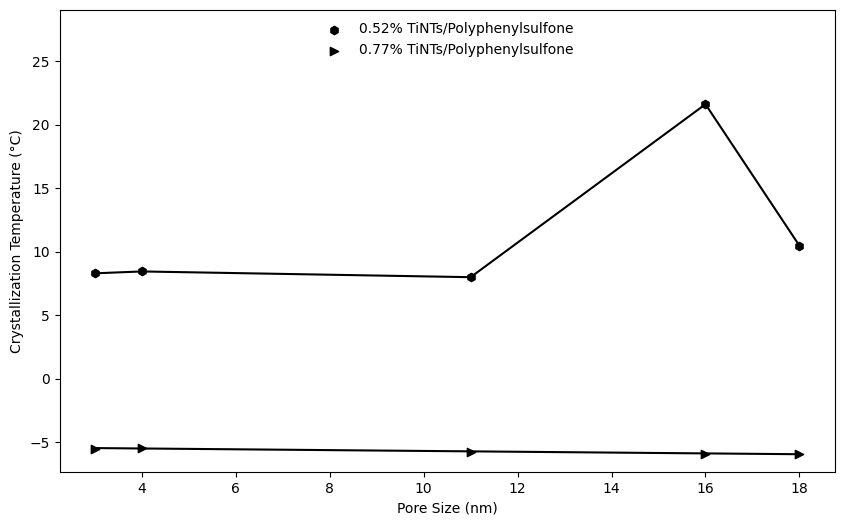 0.52% TiNTs/Polyphenylsulfone
0.77% TiNTs/Polyphenylsulfone
25
20
15
10
5
0
−5
Crystallization Temperature (°C)
4 6 8 10 12 14 16 18
Pore Size (nm)